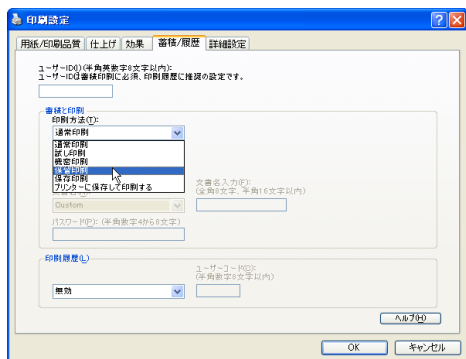 印刷設定
用紙/印刷品質 仕上げ 効果 蓄積/履歴 詳細設定
ユーザーID(I)(半角英数字8文字以内):
ユーザーIDは蓄積印刷に必須、印刷履歴に推奨の設定です。
蓄積と印刷
印刷方法(T):
通常印刷
通常印刷
試し印刷
機密印刷
保留印刷
保存印刷
プリンターに保存して印刷する
文書名入力(F):
(全角8文字、半角16文字以内)
Custom
パスワード(P): (半角数字4から8文字)
印刷履歴(L)
ユーザーコード(O):
(半角数字8文字以内)
無効
ヘルプ(H)
OK キャンセル